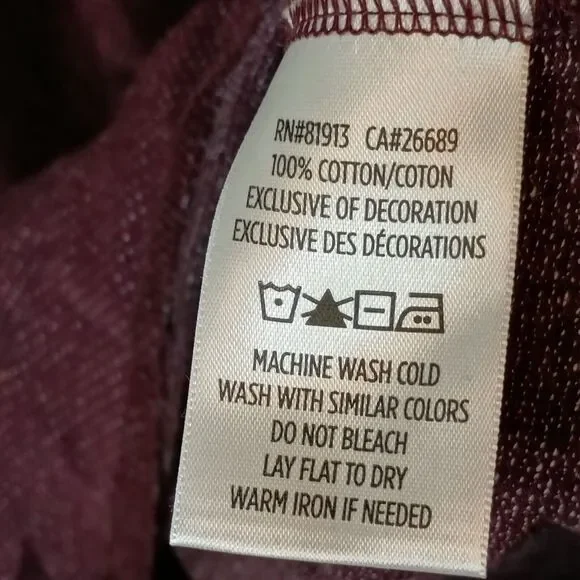 RN#81913 CA#26689
100% COTTON/COTON
EXCLUSIVE OF DECORATION
EXCLUSIVE DES DÉCORATIONS
MACHINE WASH COLD
WASH WITH SIMILAR COLORS
DO NOT BLEACH
LAY FLAT TO DRY
WARM IRON IF NEEDED